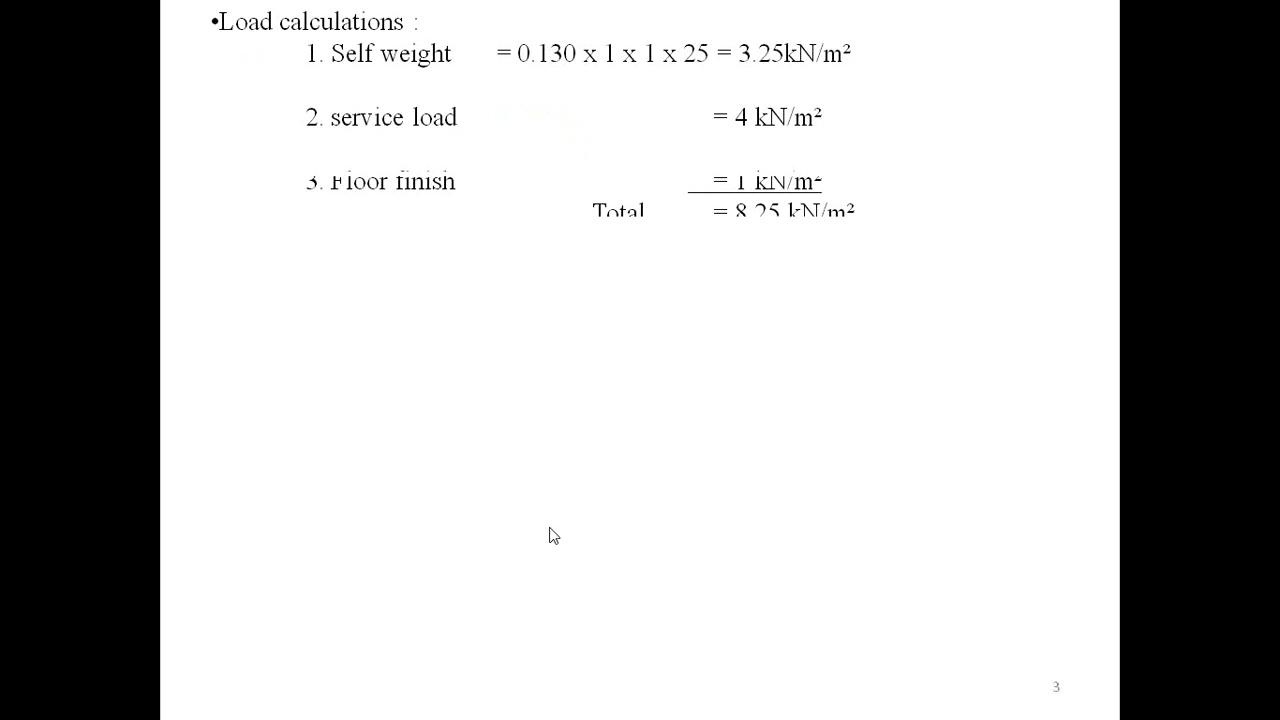 •Load calculations :
1. Self weight = 0.130 x 1 x 1 x 25 = 3.25kN/m²
2. service load = 4 kN/m²
3. Floor finish = 1 kN/m²
Total = 8.25 kN/m²
3